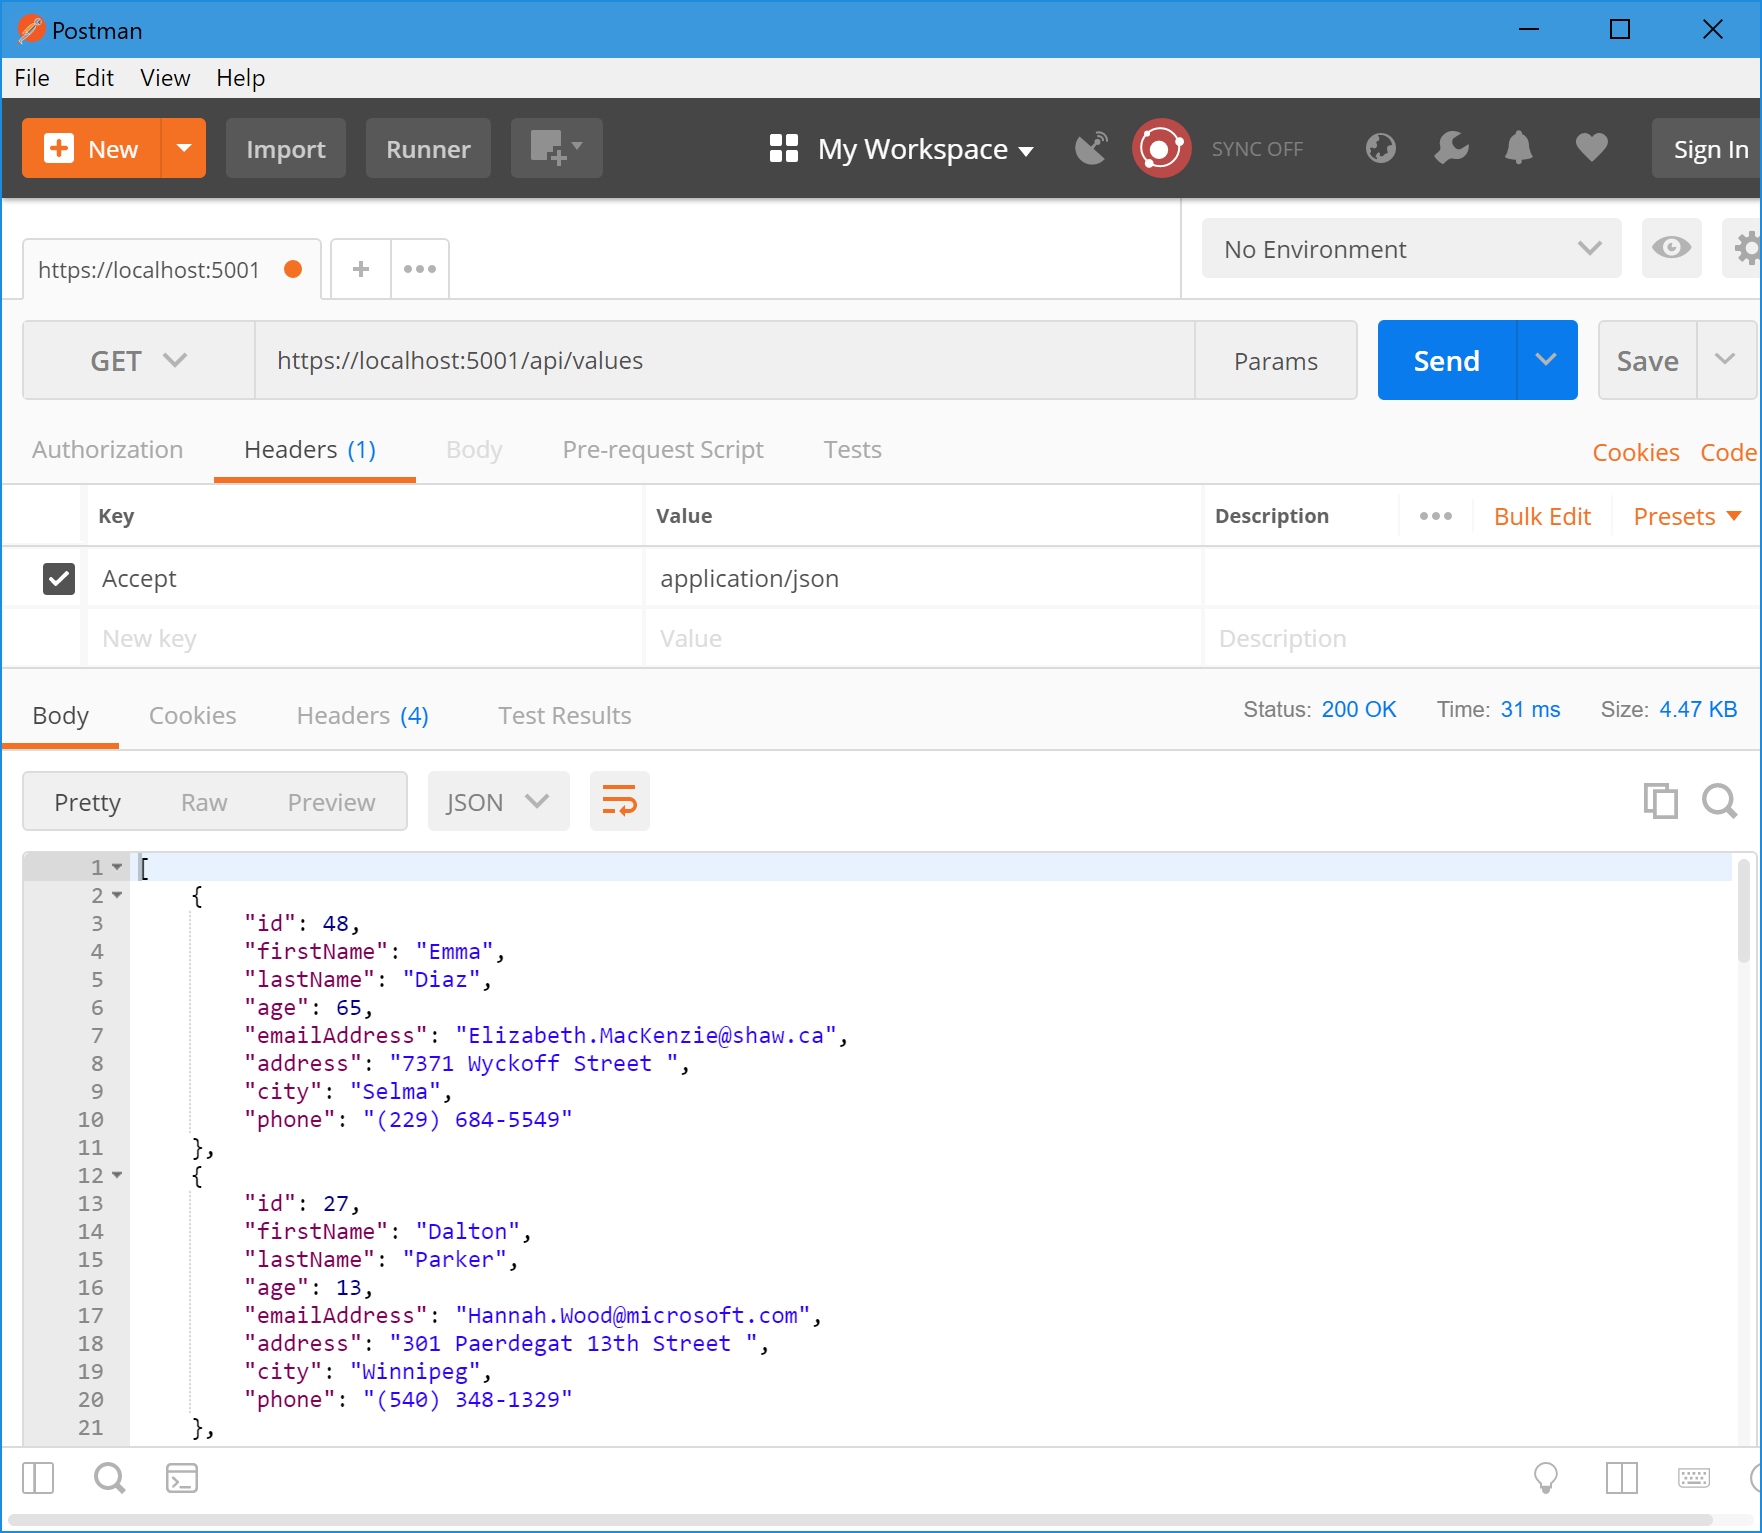 Postman
File Edit View Help
New Import Runner My Workspace SYNC OFF Sign In
No Environment
https://localhost:5001
GET https://localhost:5001/api/values Params Send Save
Authorization Headers (1) Body Pre-request Script Tests Cookies Code
Key Value Description Bulk Edit Presets
Accept application/json
New key Value Description
Body Cookies Headers (4) Test Results Status: 200 OK Time: 31 ms Size: 4.47 KB
Pretty Raw Preview JSON
1 [
2 {
3 "id": 48,
4 "firstName": "Emma",
5 "lastName": "Diaz",
6 "age": 65,
7 "emailAddress": "Elizabeth.MacKenzie@shaw.ca",
8 "address": "7371 Wyckoff Street ",
9 "city": "Selma",
10 "phone": "(229) 684-5549"
11 },
12 {
13 "id": 27,
14 "firstName": "Dalton",
15 "lastName": "Parker",
16 "age": 13,
17 "emailAddress": "Hannah.Wood@microsoft.com",
18 "address": "301 Paerdegat 13th Street ",
19 "city": "Winnipeg",
20 "phone": "(540) 348-1329"
21 },